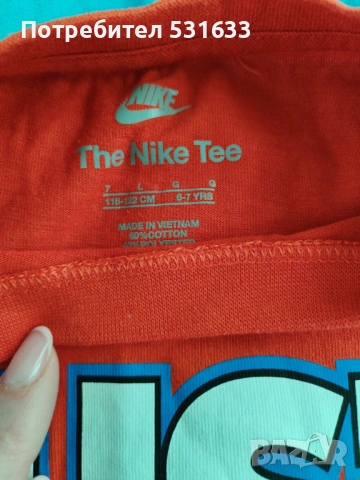 Потребител 531633
NIKE
The Nike Tee
7 L G G
116-122 CM 6-7 YRS
MADE IN VIETNAM
60%COTTON
40%POLYESTER
BAZAR